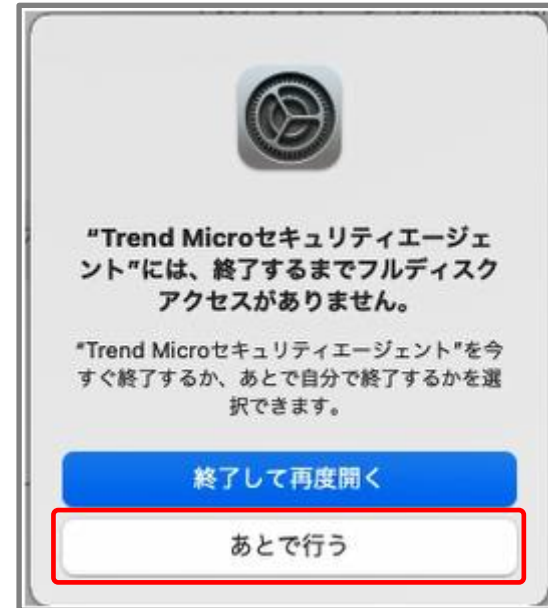 “Trend Microセキュリティエージェ
ント”には、終了するまでフルディスク
アクセスがありません。
“Trend Microセキュリティエージェント”を今
すぐ終了するか、あとで自分で終了するかを選
択できます。
終了して再度開く
あとで行う